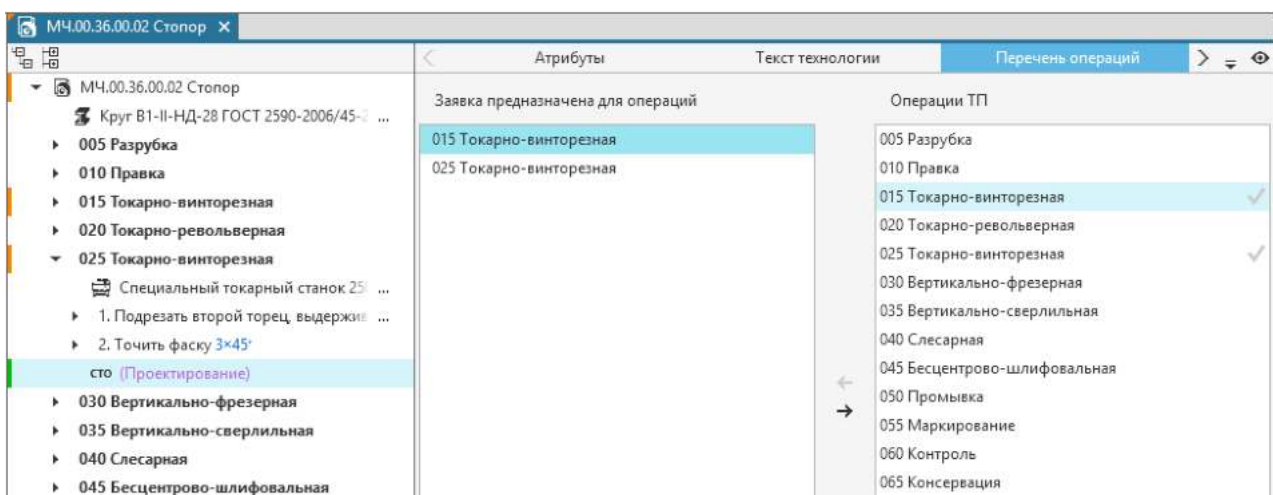 МЧ.00.36.00.02 Стопор
Атрибуты
Текст технологии
Перечень операций
МЧ.00.36.00.02 Стопор
Круг В1-II-НД-28 ГОСТ 2590-2006/45- ...
005 Разрубка
010 Правка
015 Токарно-винторезная
020 Токарно-револьверная
025 Токарно-винторезная
Специальный токарный станок 25 ...
1. Подрезать второй торец, выдержив ...
2. Точить фаску 3×45°
сто (Проектирование)
030 Вертикально-фрезерная
035 Вертикально-сверлильная
040 Слесарная
045 Бесцентрово-шлифовальная
Заявка предназначена для операций
015 Токарно-винторезная
025 Токарно-винторезная
Операции ТП
005 Разрубка
010 Правка
015 Токарно-винторезная
020 Токарно-револьверная
025 Токарно-винторезная
030 Вертикально-фрезерная
035 Вертикально-сверлильная
040 Слесарная
045 Бесцентрово-шлифовальная
050 Промывка
055 Маркирование
060 Контроль
065 Консервация